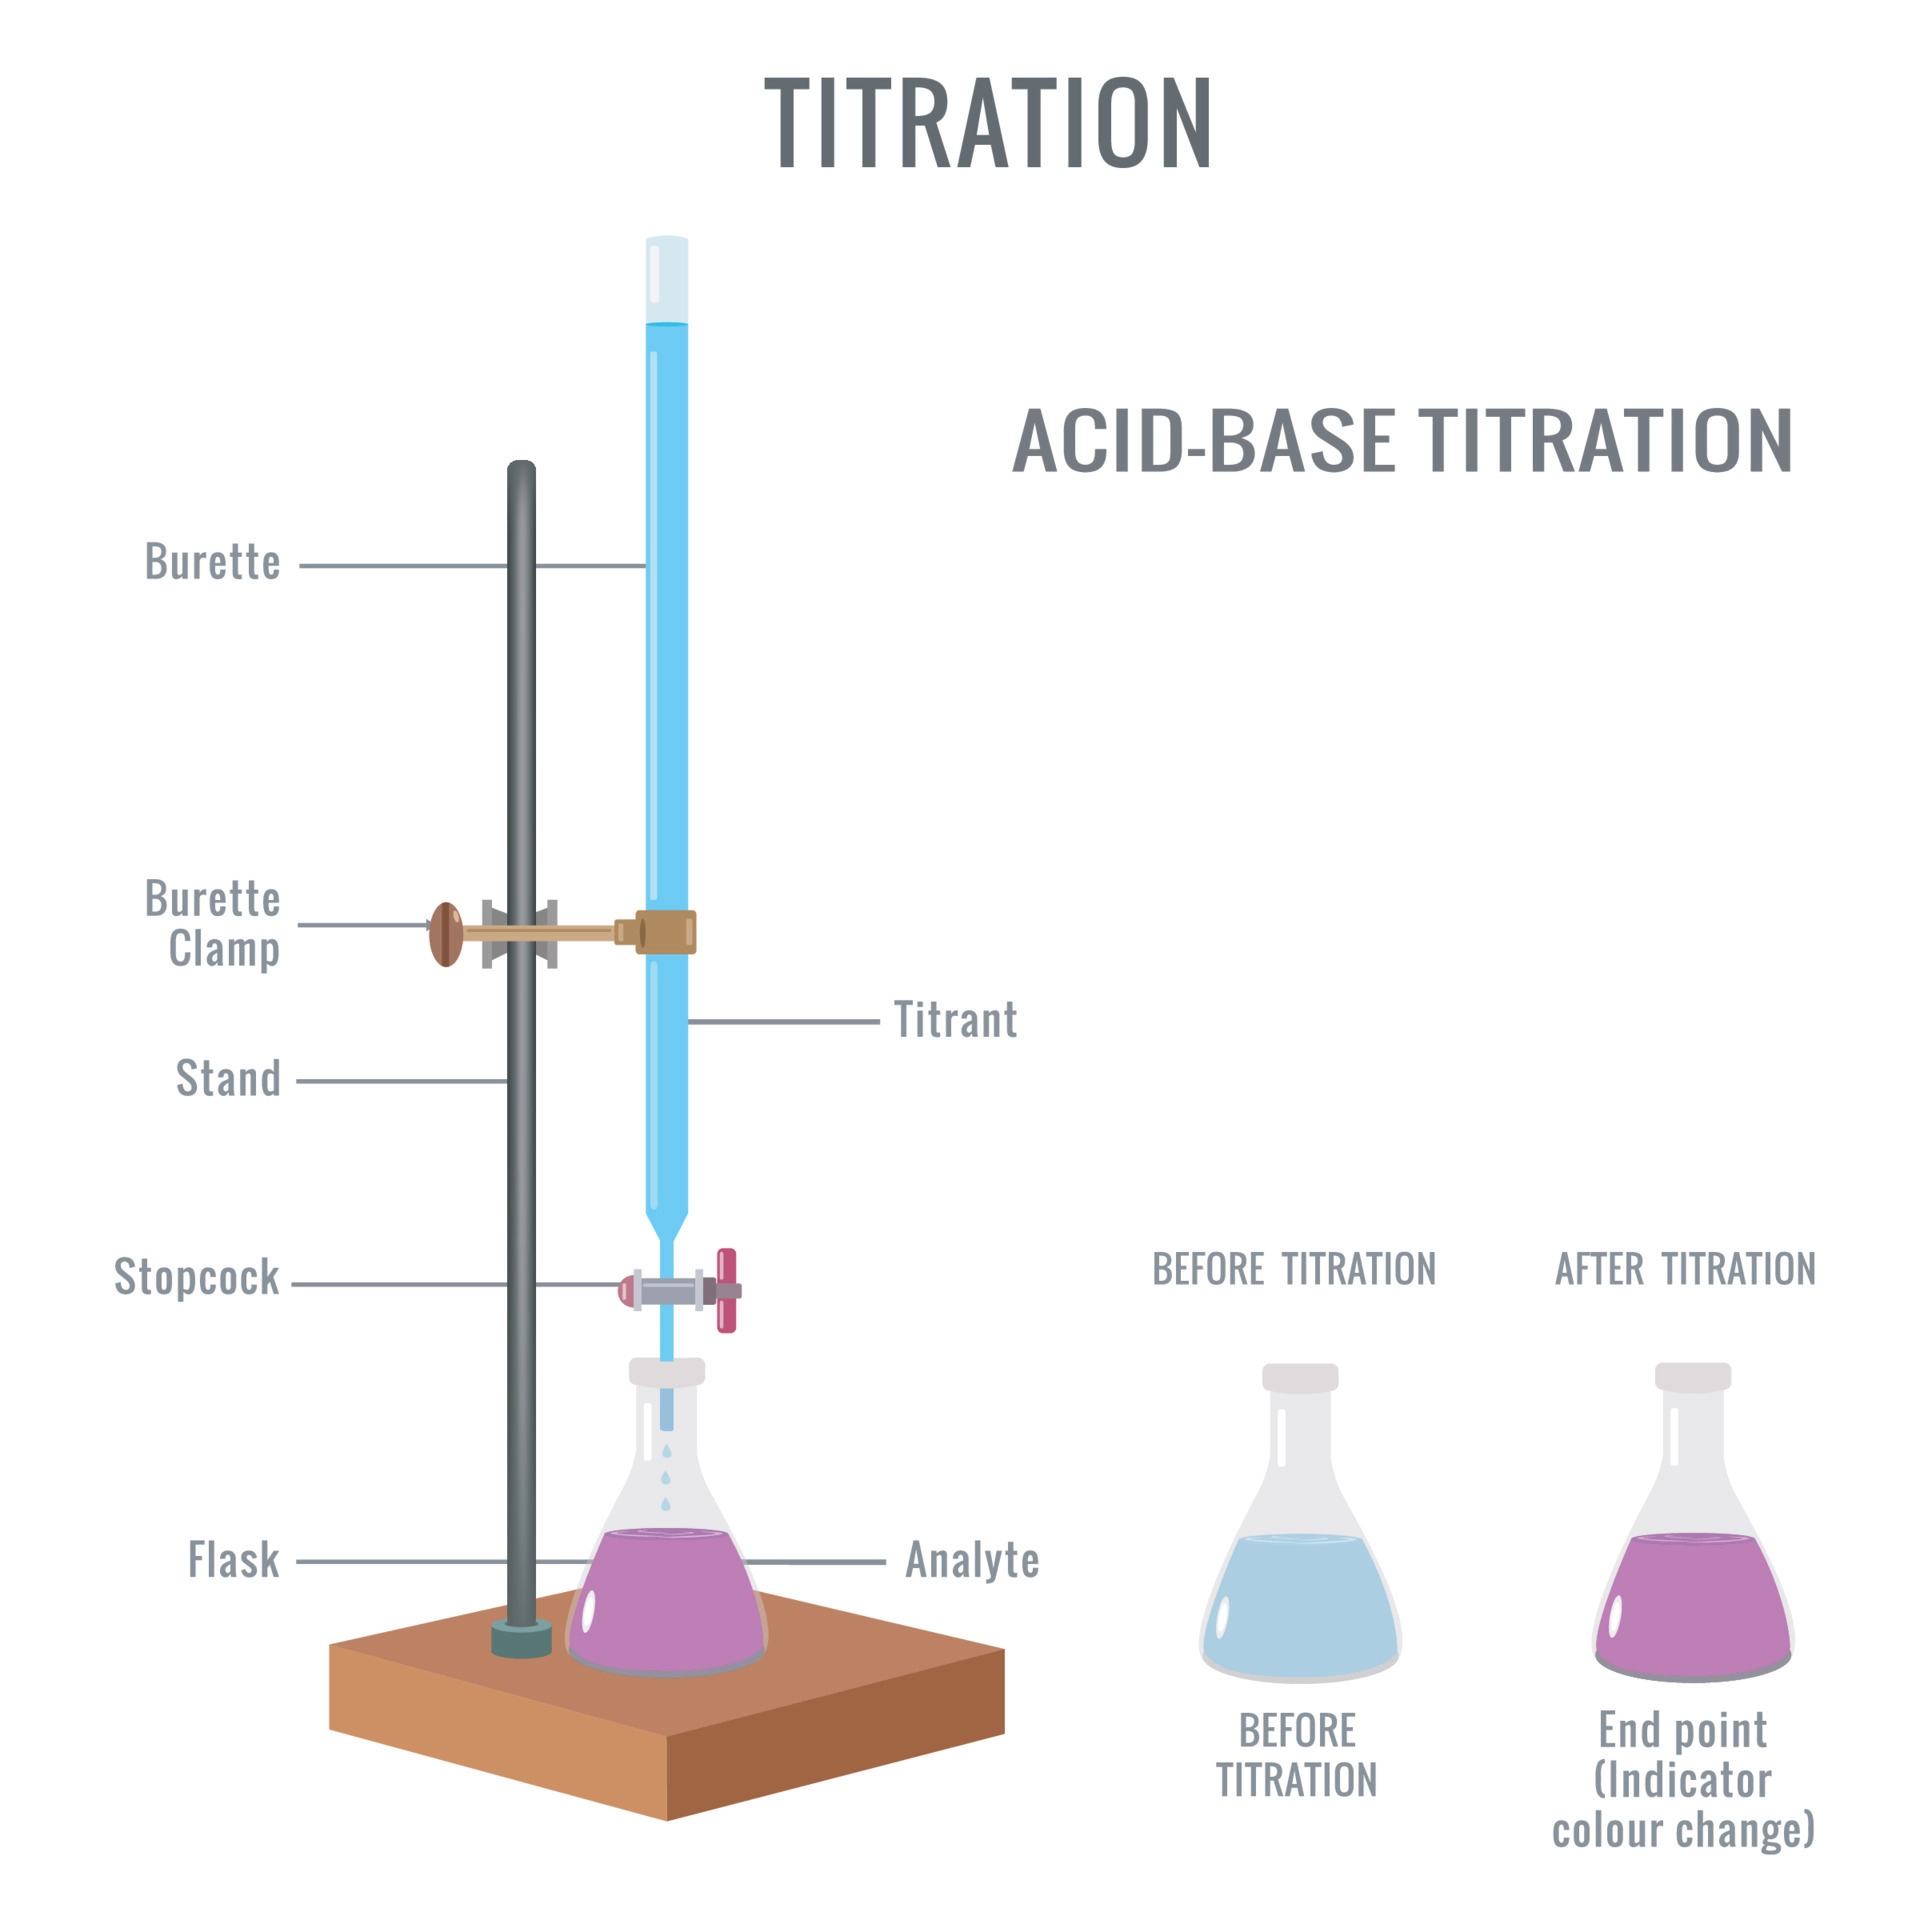 TITRATION
ACID-BASE TITRATION
Burette
Burette
Clamp
Titrant
Stand
Stopcock
Flask
Analyte
BEFORE TITRATION
AFTER TITRATION
BEFORE
TITRATION
End point
(Indicator
colour change)